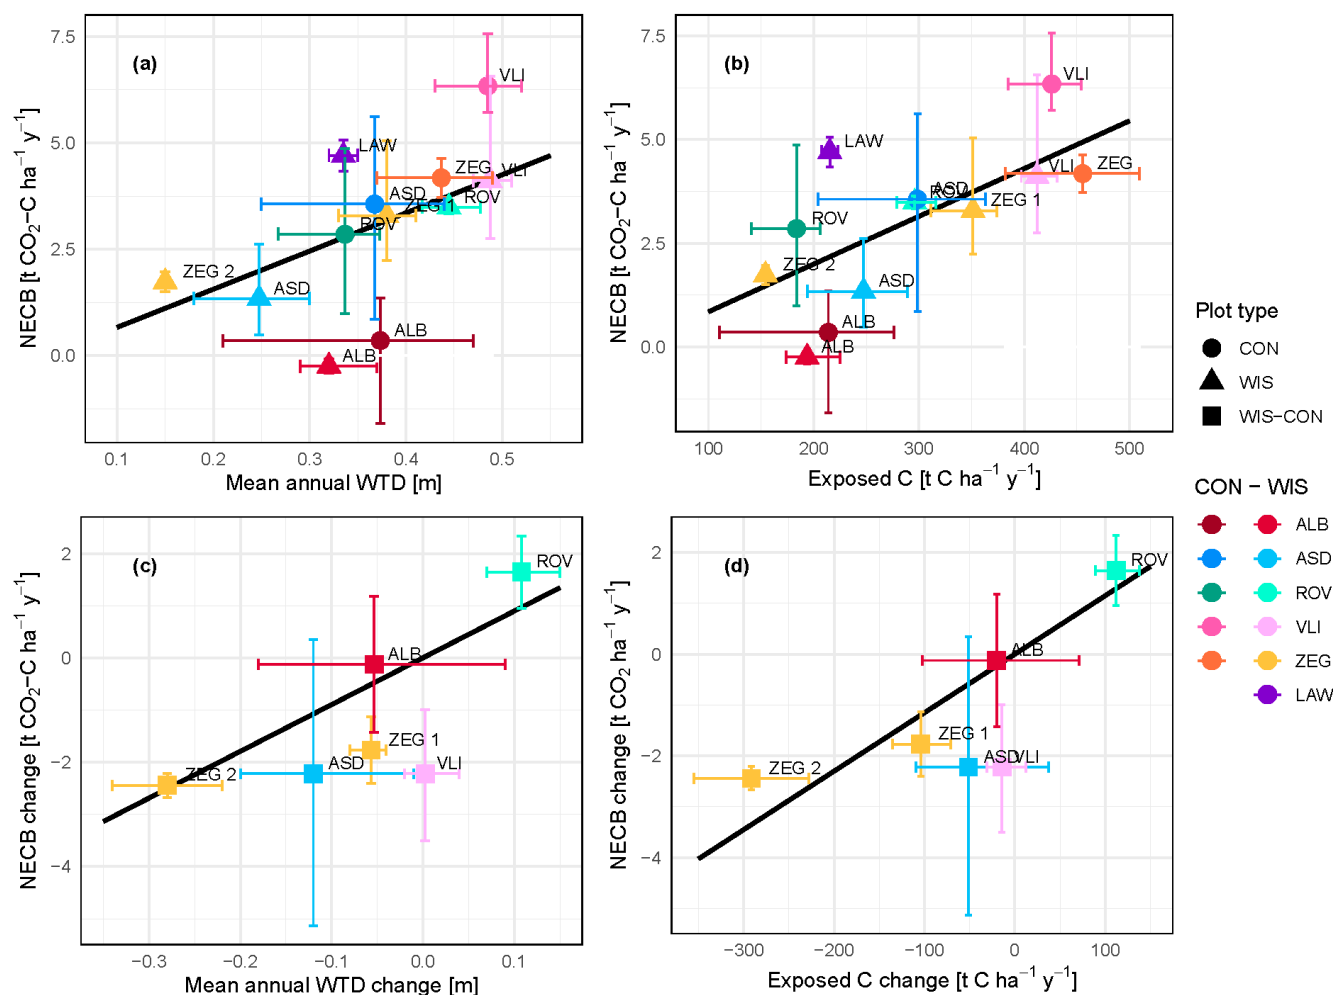 (a)
7.5
5.0
2.5
0.0
NECB [t CO₂−C ha⁻¹ y⁻¹]
VLI
LAW
ZEG
VLI
ASD
ROV
ZEG 1
ROV
ZEG 2
ASD
ALB
ALB
0.1 0.2 0.3 0.4 0.5
Mean annual WTD [m]
(b)
7.5
5.0
2.5
0.0
NECB [t CO₂−C ha⁻¹ y⁻¹]
VLI
LAW
VLI
ZEG
ASD
ROV
ZEG 1
ROV
ZEG 2
ASD
ALB
ALB
100 200 300 400 500
Exposed C [t C ha⁻¹ y⁻¹]
Plot type
CON
WIS
WIS−CON
CON − WIS
ALB
ASD
ROV
VLI
ZEG
LAW
(c)
2
0
−2
−4
NECB change [t CO₂−C ha⁻¹ y⁻¹]
ROV
ALB
ZEG 1
ASD
VLI
ZEG 2
−0.3 −0.2 −0.1 0.0 0.1
Mean annual WTD change [m]
(d)
2
0
−2
−4
NECB change [t CO₂ ha⁻¹ y⁻¹]
ROV
ALB
ZEG 1
ASD
VLI
ZEG 2
−300 −200 −100 0 100
Exposed C change [t C ha⁻¹ y⁻¹]